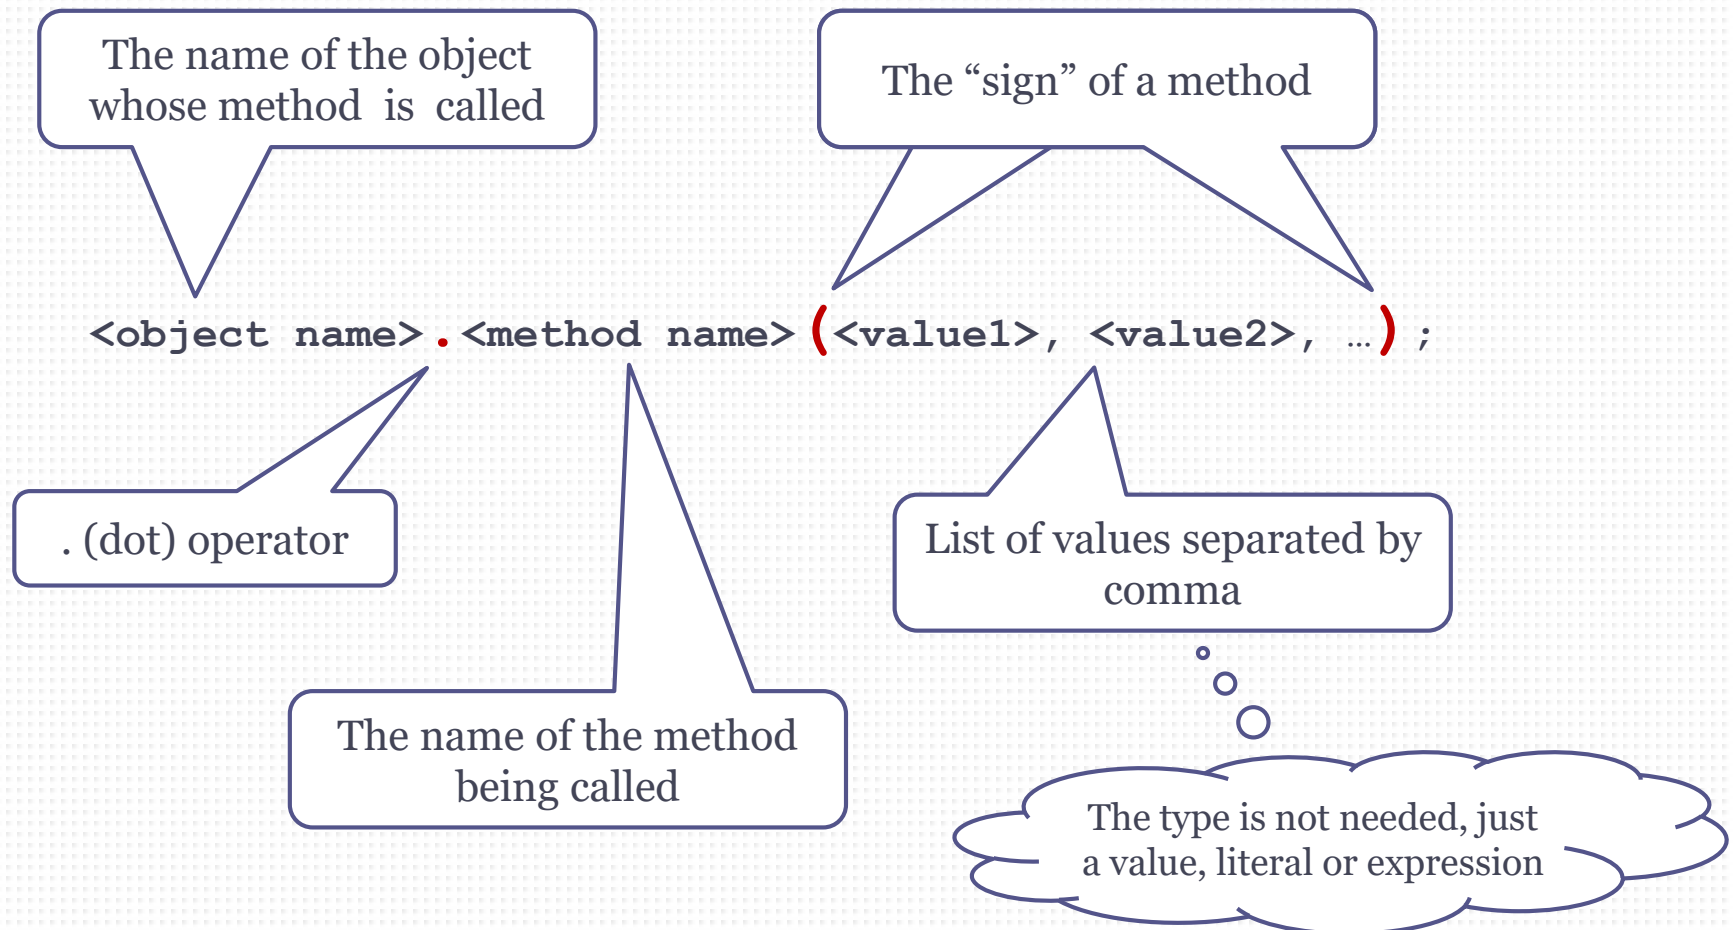 The name of the object
whose method is called
The “sign” of a method
<object name>.<method name>(<value1>, <value2>, …);
. (dot) operator
List of values separated by
comma
The name of the method
being called
The type is not needed, just
a value, literal or expression